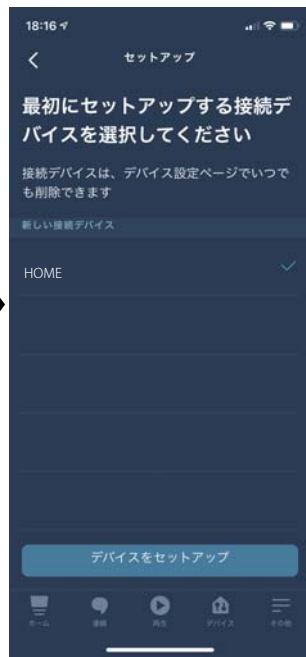 18:16
セットアップ
最初にセットアップする接続デ
バイスを選択してください
接続デバイスは、デバイス設定ページでいつで
も削除できます
新しい接続デバイス
HOME
デバイスをセットアップ
ホーム
連絡
再生
デバイス
その他